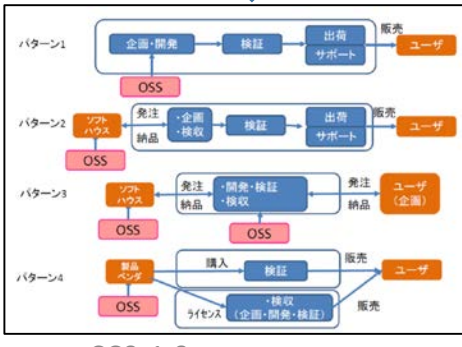 パターン1
企画・開発
検証
出荷
サポート
販売
ユーザ
OSS
パターン2
ソフト
ハウス
発注
納品
・企画
・検収
検証
出荷
サポート
販売
ユーザ
OSS
パターン3
ソフト
ハウス
発注
納品
・開発・検証
・検収
発注
納品
ユーザ
(企画)
OSS
OSS
パターン4
製品
ベンダ
購入
検証
販売
ユーザ
OSS
ライセンス
・検収
(企画・開発・検証)
販売